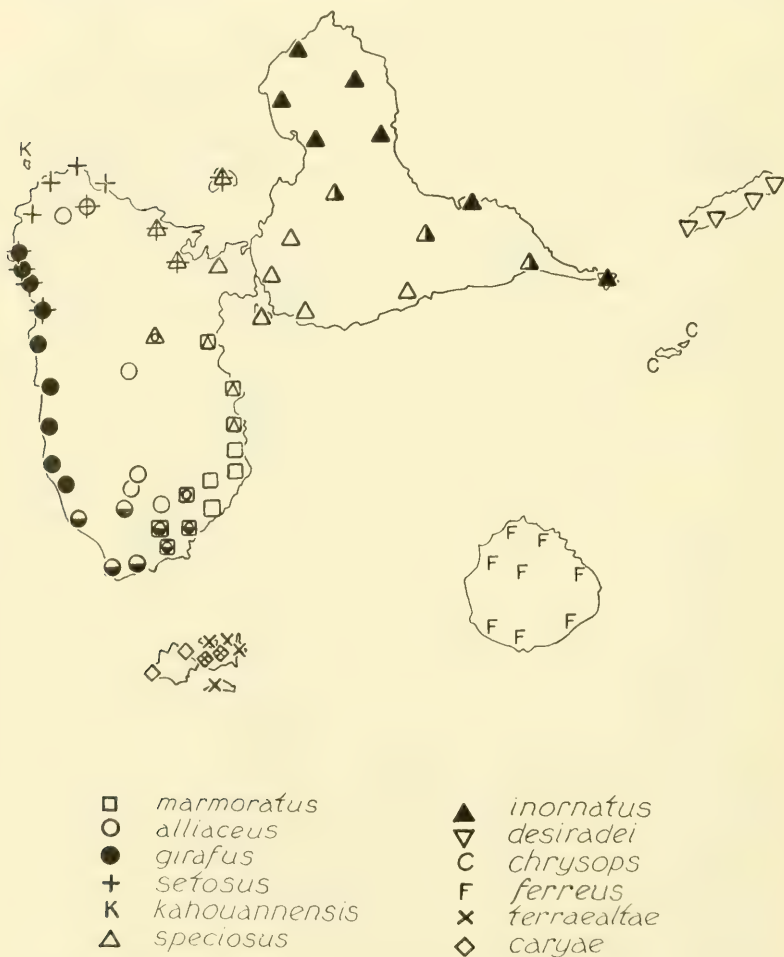 K
C
C
F F
F F F
F F F
marmoratus
alliaceus
girafus
setosus
K kahouannensis
speciosus
inornatus
desiradei
C chrysops
F ferreus
terraealtae
caryae